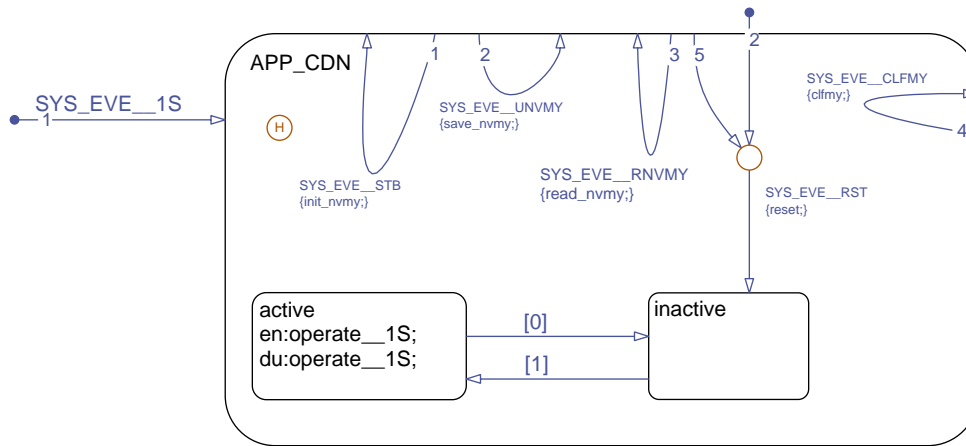 2
1 2 3 5
APP_CDN
SYS_EVE__CLFMY
{clfmy;}
SYS_EVE__1S
1
SYS_EVE__UNVMY
{save_nvmy;}
H
4
SYS_EVE__STB
{init_nvmy;}
SYS_EVE__RNVMY
{read_nvmy;}
SYS_EVE__RST
{reset;}
active
en:operate__1S;
du:operate__1S;
[0]
[1]
inactive